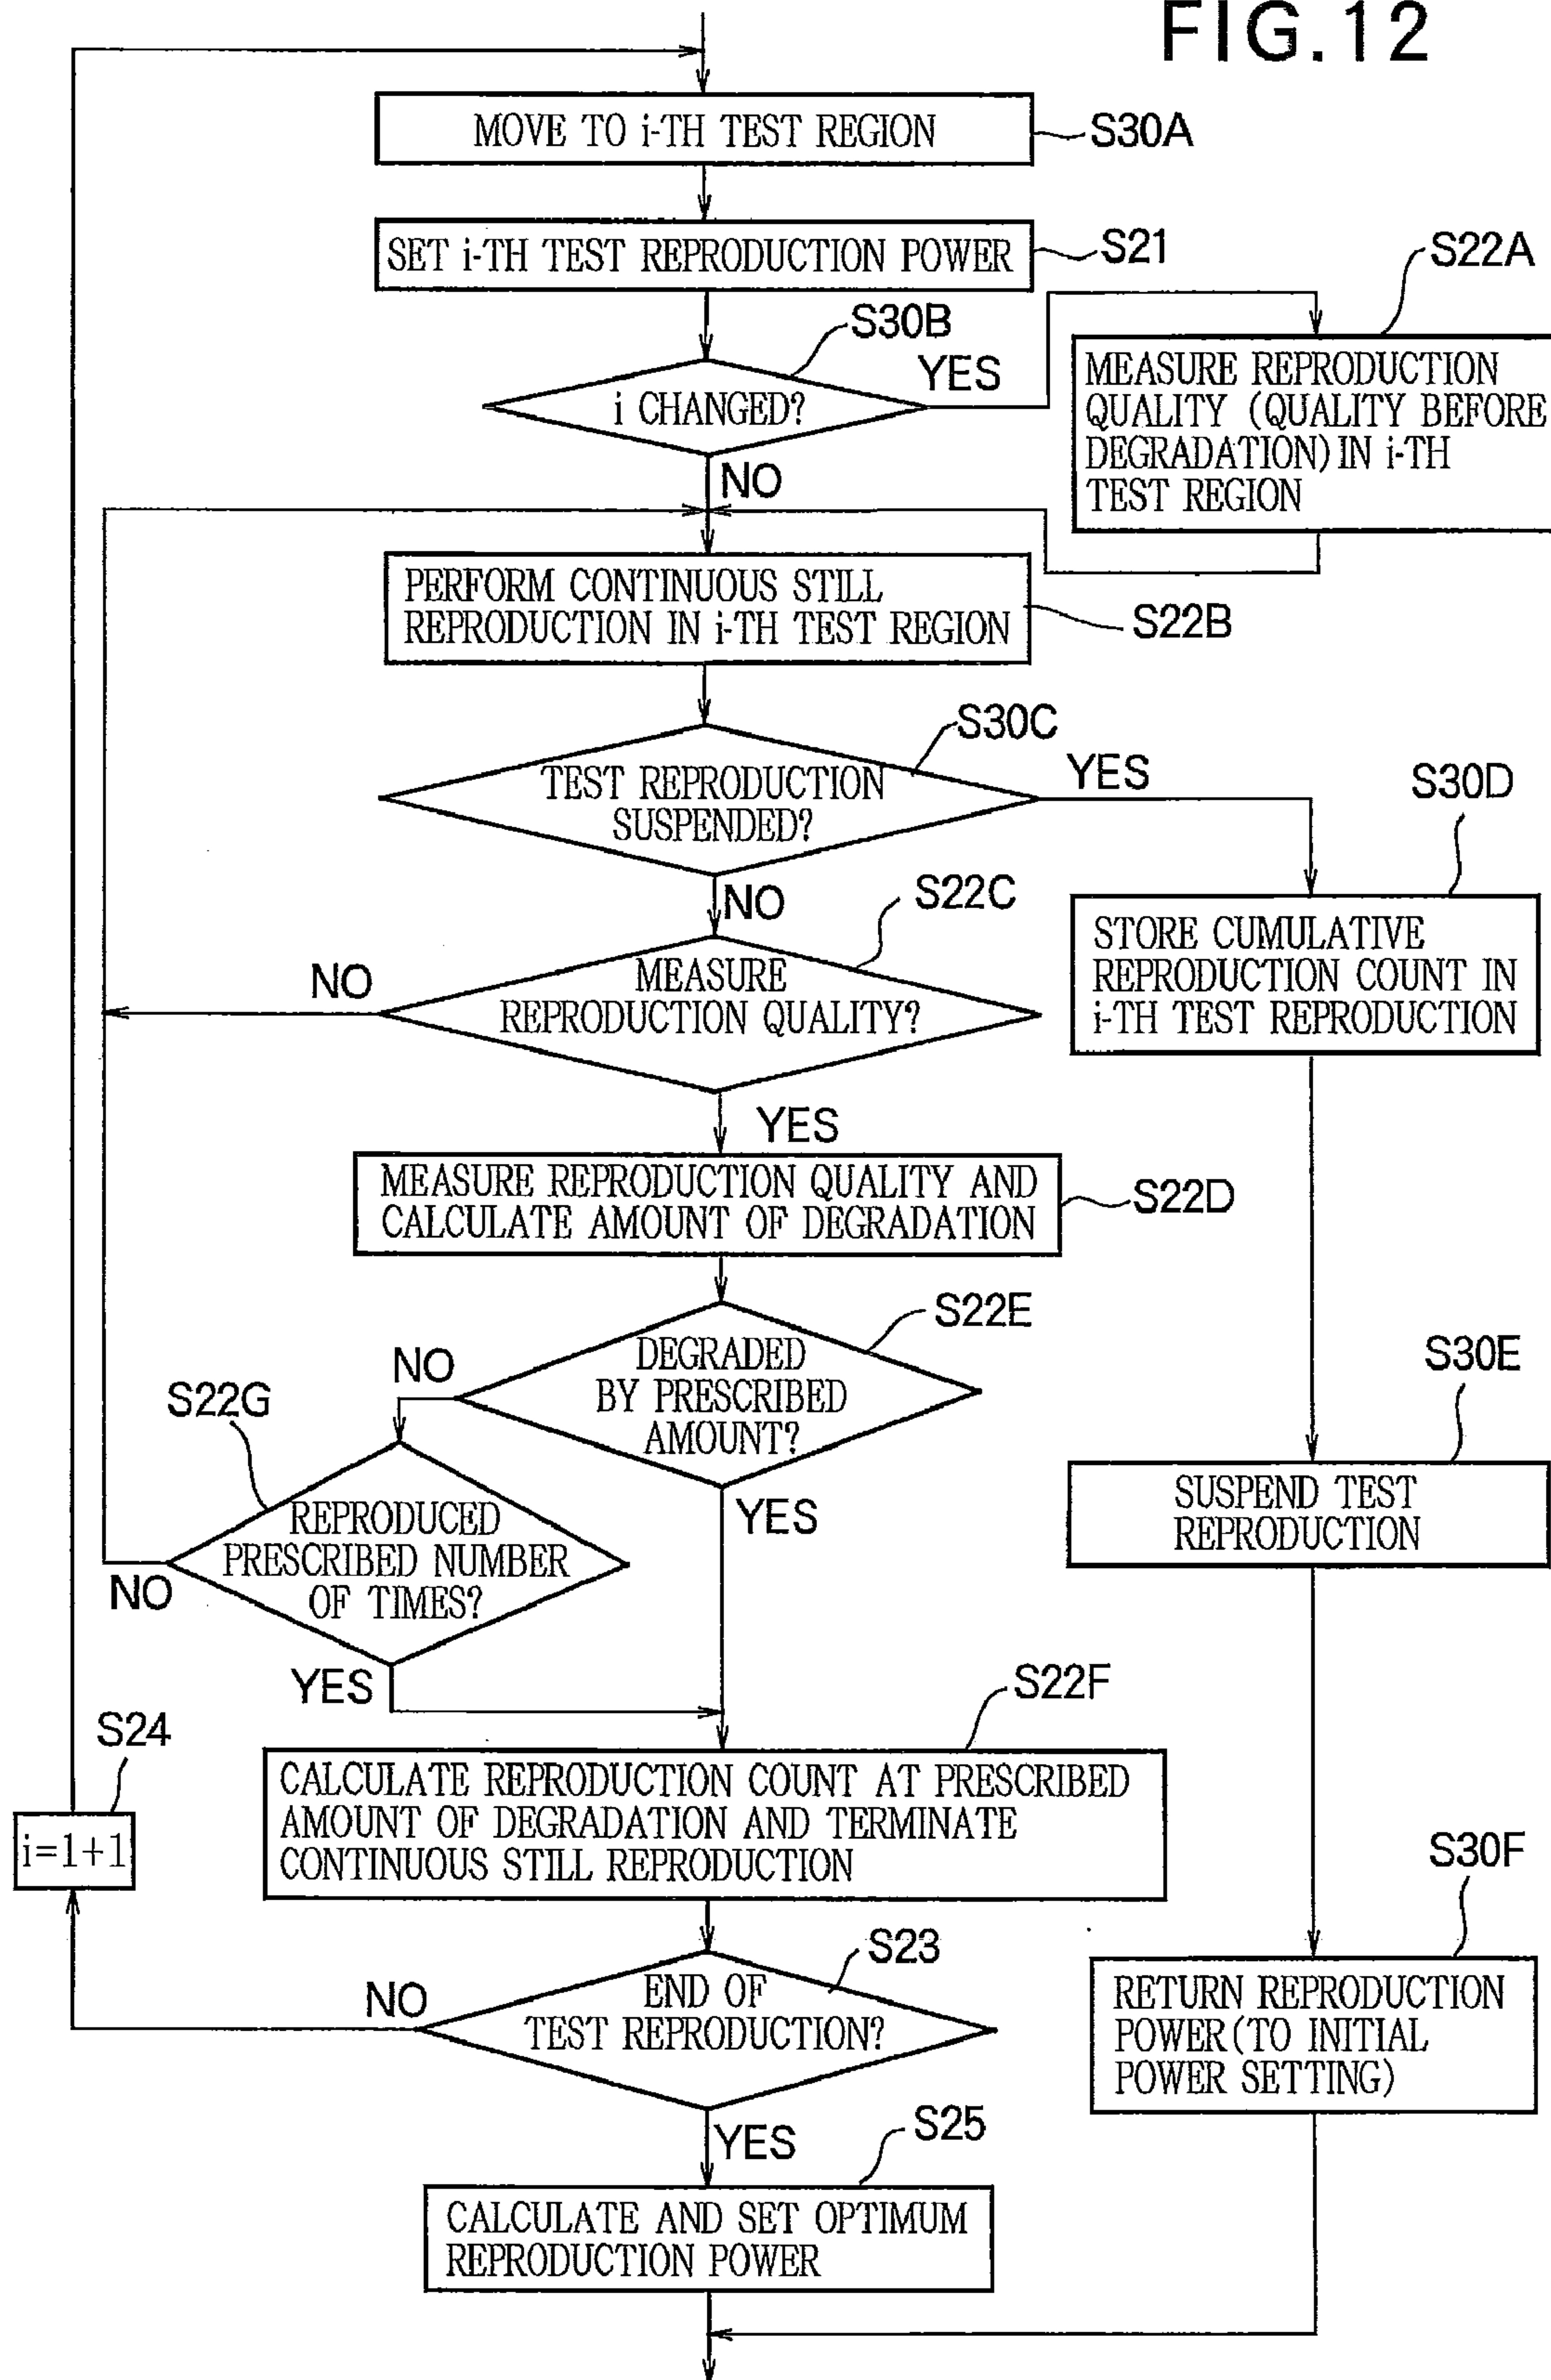 FIG.12
MOVE TO i-TH TEST REGION
S30A
SET i-TH TEST REPRODUCTION POWER
S21
S22A
S30B
i CHANGED?
YES
MEASURE REPRODUCTION
QUALITY (QUALITY BEFORE
DEGRADATION) IN i-TH
TEST REGION
NO
PERFORM CONTINUOUS STILL
REPRODUCTION IN i-TH TEST REGION
S22B
S30C
TEST REPRODUCTION
SUSPENDED?
YES
S30D
NO
S22C
STORE CUMULATIVE
REPRODUCTION COUNT IN
i-TH TEST REPRODUCTION
NO
MEASURE
REPRODUCTION QUALITY?
YES
MEASURE REPRODUCTION QUALITY AND
CALCULATE AMOUNT OF DEGRADATION
S22D
S22E
NO
DEGRADED
BY PRESCRIBED
AMOUNT?
S30E
S22G
YES
SUSPEND TEST
REPRODUCTION
REPRODUCED
PRESCRIBED NUMBER
OF TIMES?
NO
YES
S22F
S24
CALCULATE REPRODUCTION COUNT AT PRESCRIBED
AMOUNT OF DEGRADATION AND TERMINATE
CONTINUOUS STILL REPRODUCTION
i=1+1
S30F
S23
NO
END OF
TEST REPRODUCTION?
RETURN REPRODUCTION
POWER(TO INITIAL
POWER SETTING)
YES
S25
CALCULATE AND SET OPTIMUM
REPRODUCTION POWER